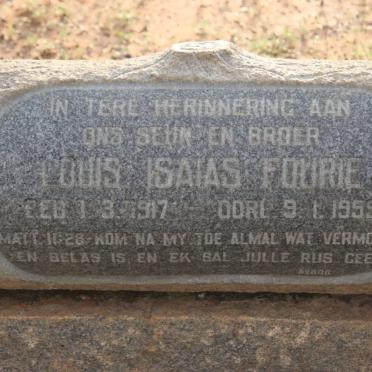 IN TERE HERINNERING AAN
ONS SEUN EN BROER
LOUIS ISAIAS FOURIE
GEB 1.3.1917 OORL 9.1.195
MATT. 11:28 KOM NA MY TOE ALMAL WAT VERMO
EN BELAS IS EN EK SAL JULLE RUS GEE